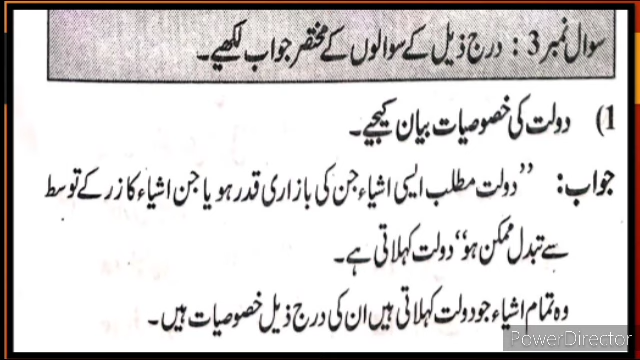 سوال نمبر 3 : درج ذیل کے سوالوں کے مختصر جواب لکھیے۔
1) دولت کی خصوصیات بیان کیجیے۔
جواب: ’’دولت مطلب ایسی اشیاء جن کی بازاری قدر ہو یا جن اشیاء کا زر کے توسط
سے تبدل ممکن ہو‘‘ دولت کہلاتی ہے۔
وہ تمام اشیاء جو دولت کہلاتی ہیں ان کی درج ذیل خصوصیات ہیں۔
PowerDirector